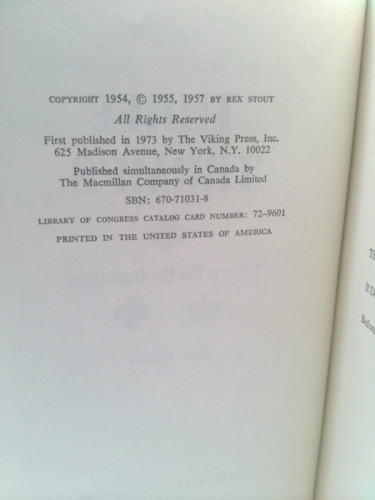 COPYRIGHT 1954, © 1955, 1957 BY REX STOUT
All Rights Reserved
First published in 1973 by The Viking Press, Inc.
625 Madison Avenue, New York, N.Y. 10022
Published simultaneously in Canada by
The Macmillan Company of Canada Limited
SBN: 670-71031-8
LIBRARY OF CONGRESS CATALOG CARD NUMBER: 72-9601
PRINTED IN THE UNITED STATES OF AMERICA